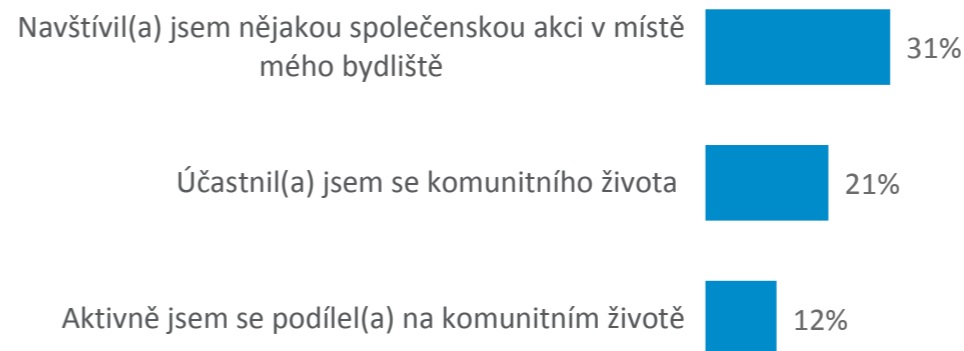 Navštívil(a) jsem nějakou společenskou akci v místě
mého bydliště
31%
Účastnil(a) jsem se komunitního života
21%
Aktivně jsem se podílel(a) na komunitním životě
12%